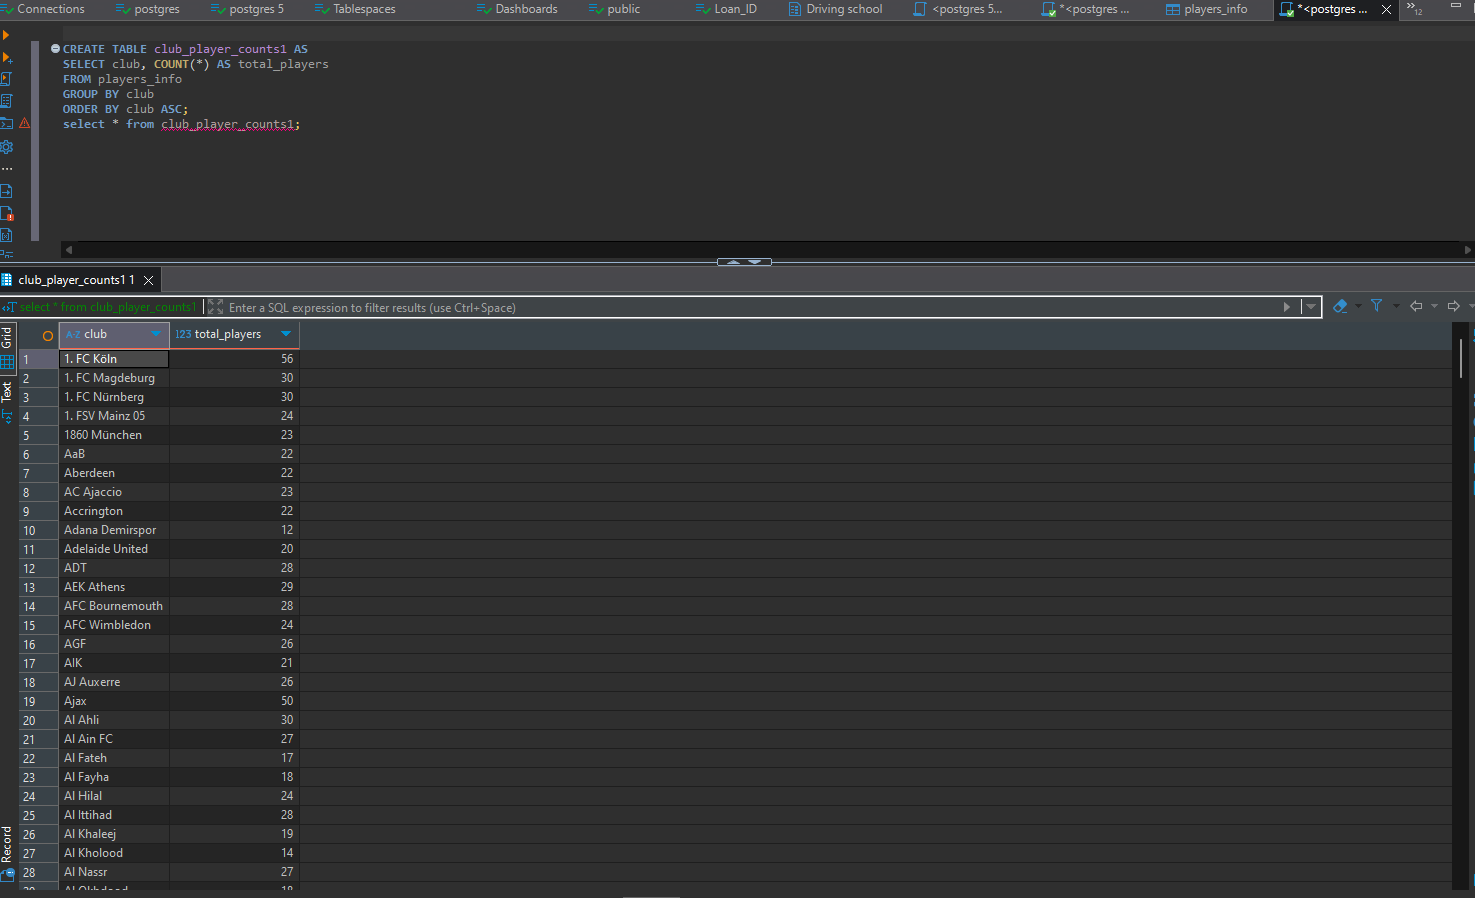 Connections postgres postgres 5 Tablespaces Dashboards public Loan_ID Driving school <postgres 5... *<postgres ... players_info *<postgres ... 12
CREATE TABLE club_player_counts1 AS
SELECT club, COUNT(*) AS total_players
FROM players_info
GROUP BY club
ORDER BY club ASC;
select * from club_player_counts1;
club_player_counts1 1
select * from club_player_counts1 Enter a SQL expression to filter results (use Ctrl+Space)
Grid
Text
Record
A-Z club 123 total_players
1 1. FC Köln 56
2 1. FC Magdeburg 30
3 1. FC Nürnberg 30
4 1. FSV Mainz 05 24
5 1860 München 23
6 AaB 22
7 Aberdeen 22
8 AC Ajaccio 23
9 Accrington 22
10 Adana Demirspor 12
11 Adelaide United 20
12 ADT 28
13 AEK Athens 29
14 AFC Bournemouth 28
15 AFC Wimbledon 24
16 AGF 26
17 AIK 21
18 AJ Auxerre 26
19 Ajax 50
20 Al Ahli 30
21 Al Ain FC 27
22 Al Fateh 17
23 Al Fayha 18
24 Al Hilal 24
25 Al Ittihad 28
26 Al Khaleej 19
27 Al Kholood 14
28 Al Nassr 27